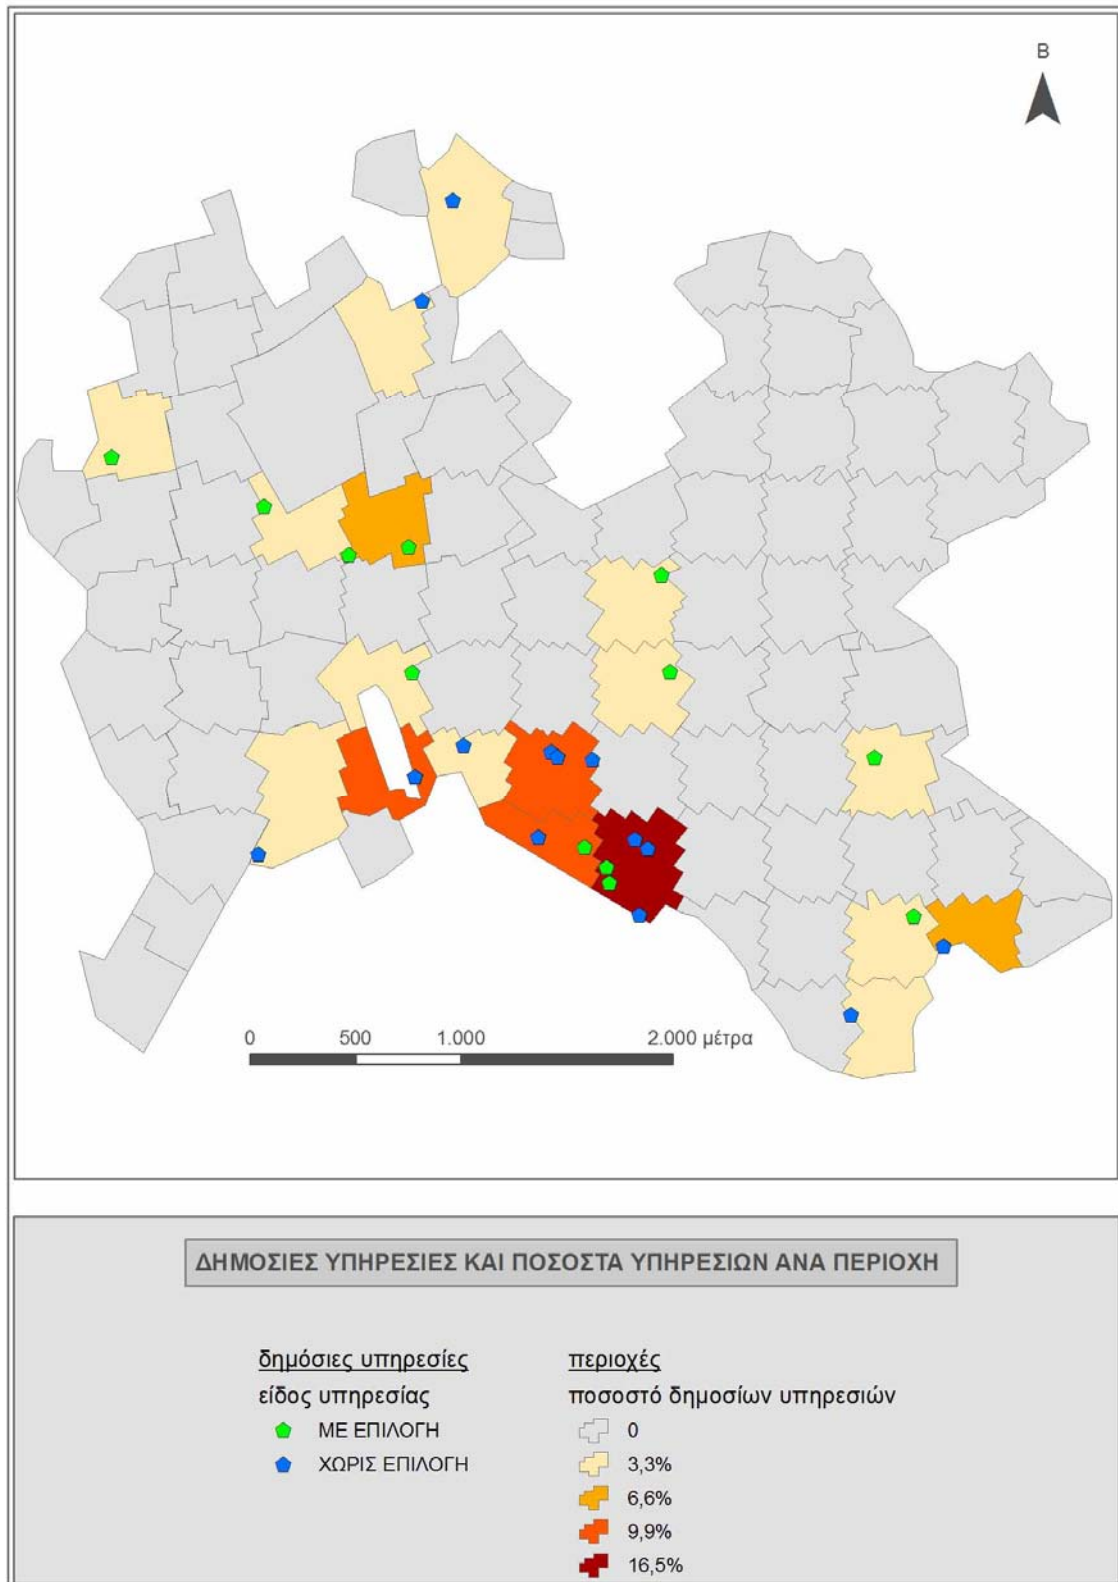 Β
0 500 1.000 2.000 μέτρα
ΔΗΜΟΣΙΕΣ ΥΠΗΡΕΣΙΕΣ ΚΑΙ ΠΟΣΟΣΤΑ ΥΠΗΡΕΣΙΩΝ ΑΝΑ ΠΕΡΙΟΧΗ
δημόσιες υπηρεσίες
είδος υπηρεσίας
ΜΕ ΕΠΙΛΟΓΗ
ΧΩΡΙΣ ΕΠΙΛΟΓΗ
περιοχές
ποσοστό δημοσίων υπηρεσιών
0
3,3%
6,6%
9,9%
16,5%